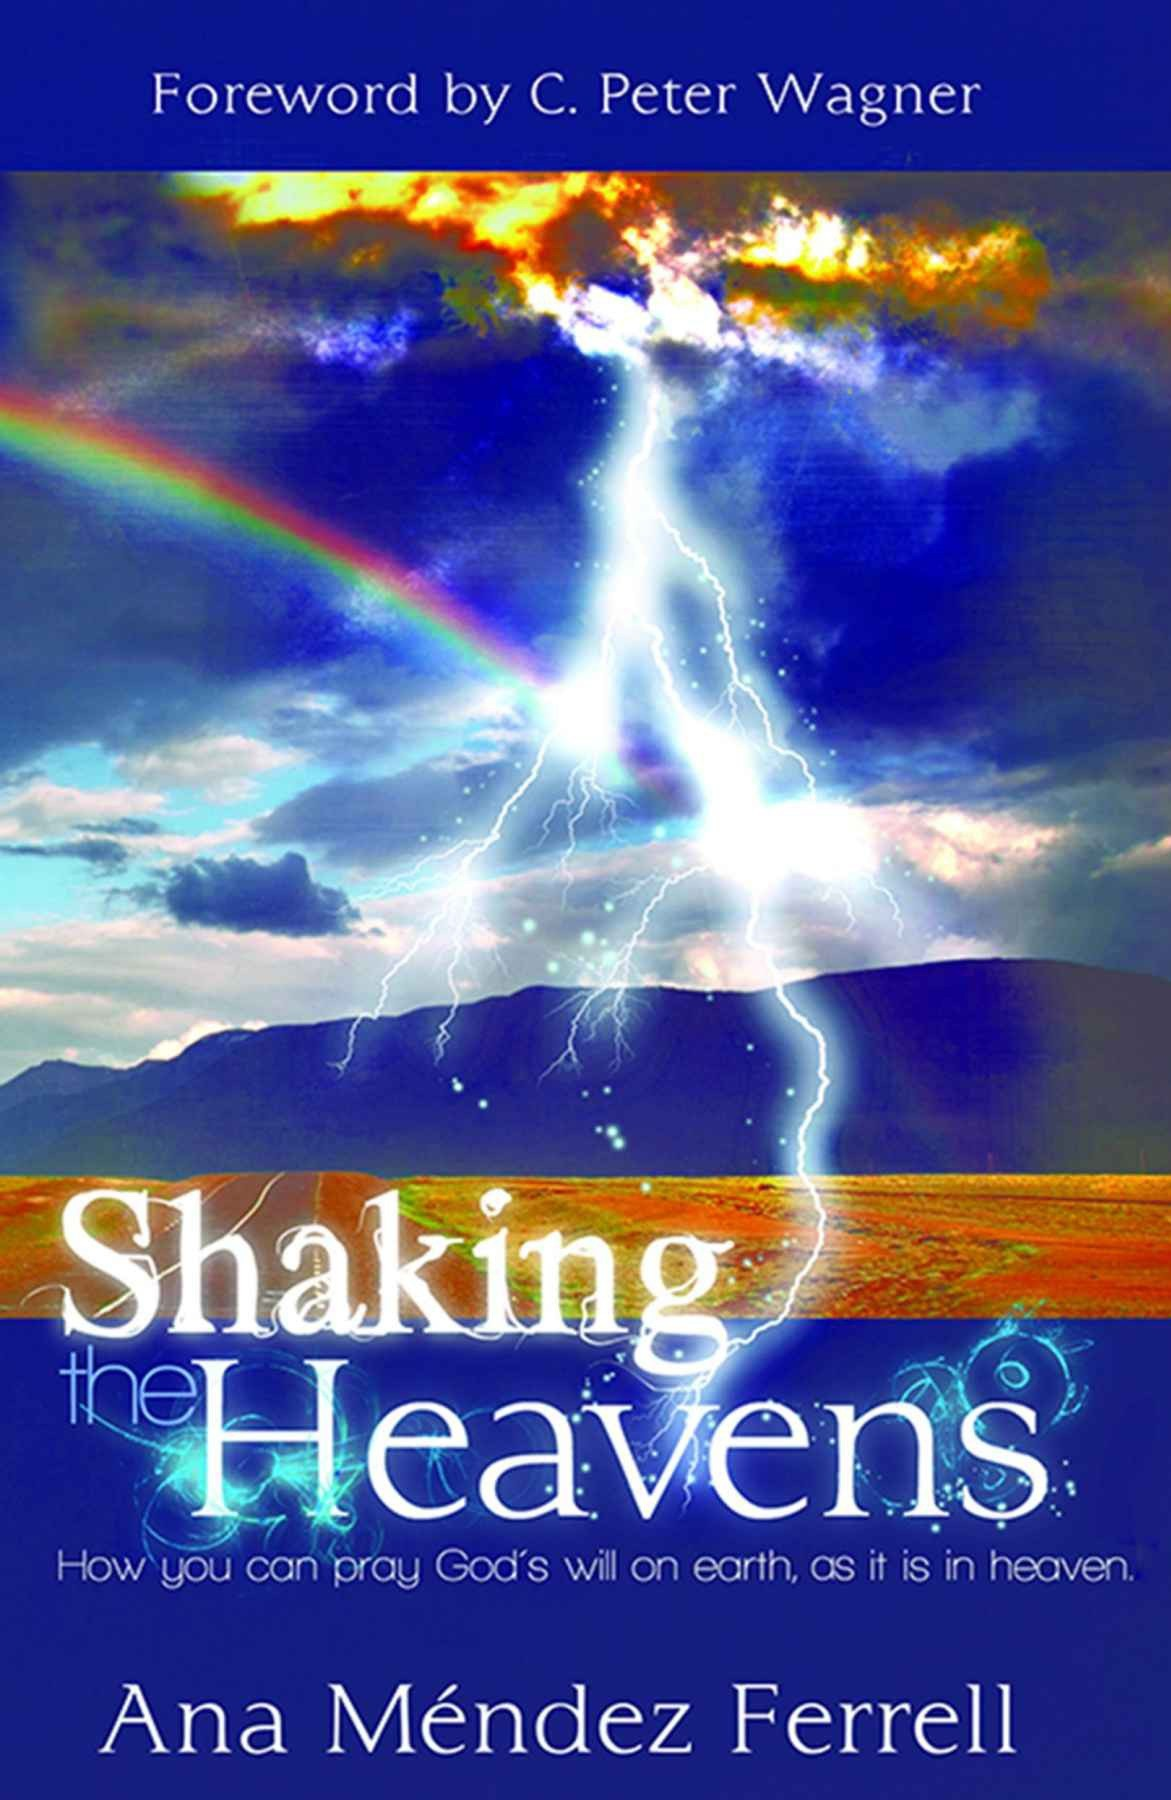 Foreword by C. Peter Wagner
Shaking
the Heavens
How you can pray God´s will on earth, as it is in heaven.
Ana Méndez Ferrell